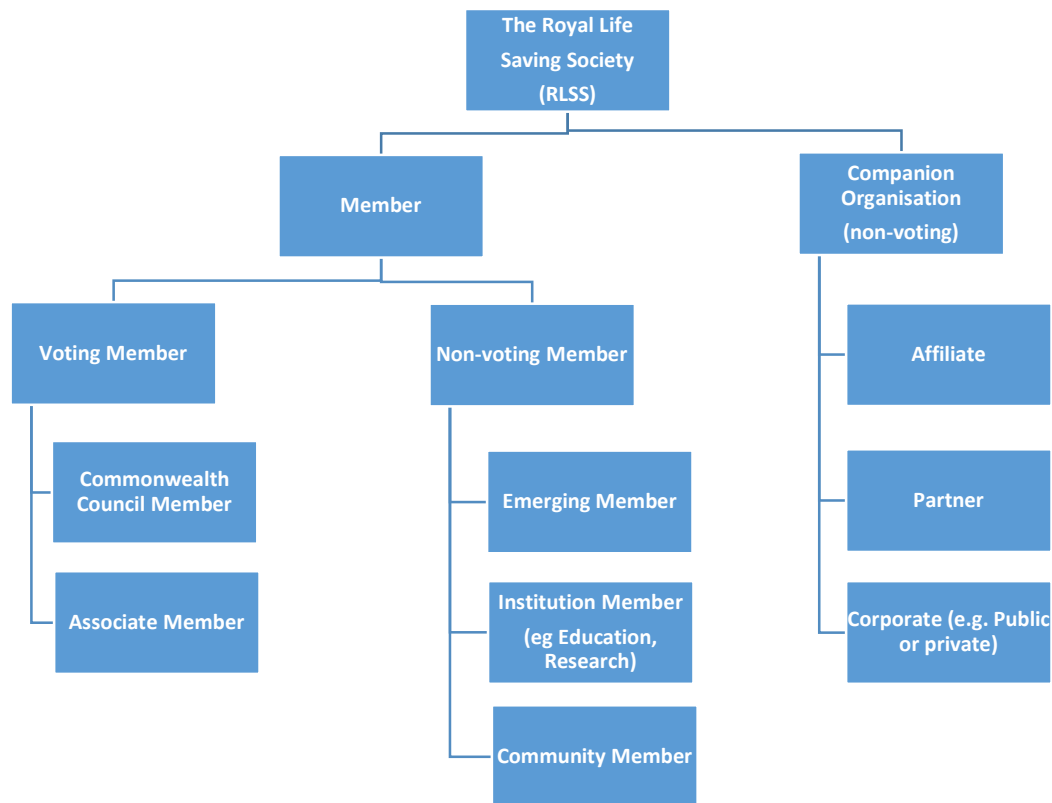 The Royal Life
Saving Society
(RLSS)
Member
Companion
Organisation
(non-voting)
Voting Member
Non-voting Member
Affiliate
Commonwealth
Council Member
Emerging Member
Partner
Associate Member
Institution Member
(eg Education,
Research)
Corporate (e.g. Public
or private)
Community Member